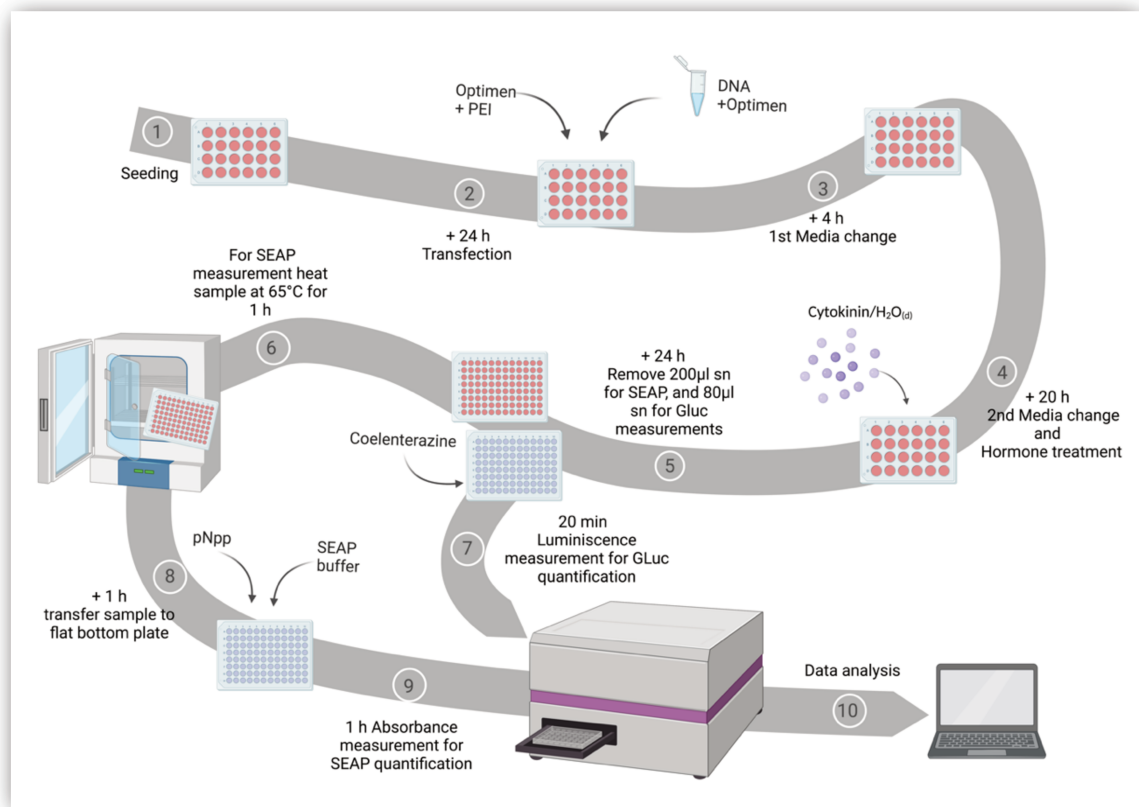 1
Seeding
2
+ 24 h
Transfection
Optimen
+ PEI
DNA
+Optimen
3
+ 4 h
1st Media change
4
+ 20 h
2nd Media change
and
Hormone treatment
Cytokinin/H₂O(d)
5
+ 24 h
Remove 200µl sn
for SEAP, and 80µl
sn for Gluc
measurements
6
For SEAP
measurement heat
sample at 65°C for
1 h
Coelenterazine
7
20 min
Luminiscence
measurement for GLuc
quantification
8
+ 1 h
transfer sample to
flat bottom plate
pNpp
SEAP
buffer
9
1 h Absorbance
measurement for
SEAP quantification
10
Data analysis